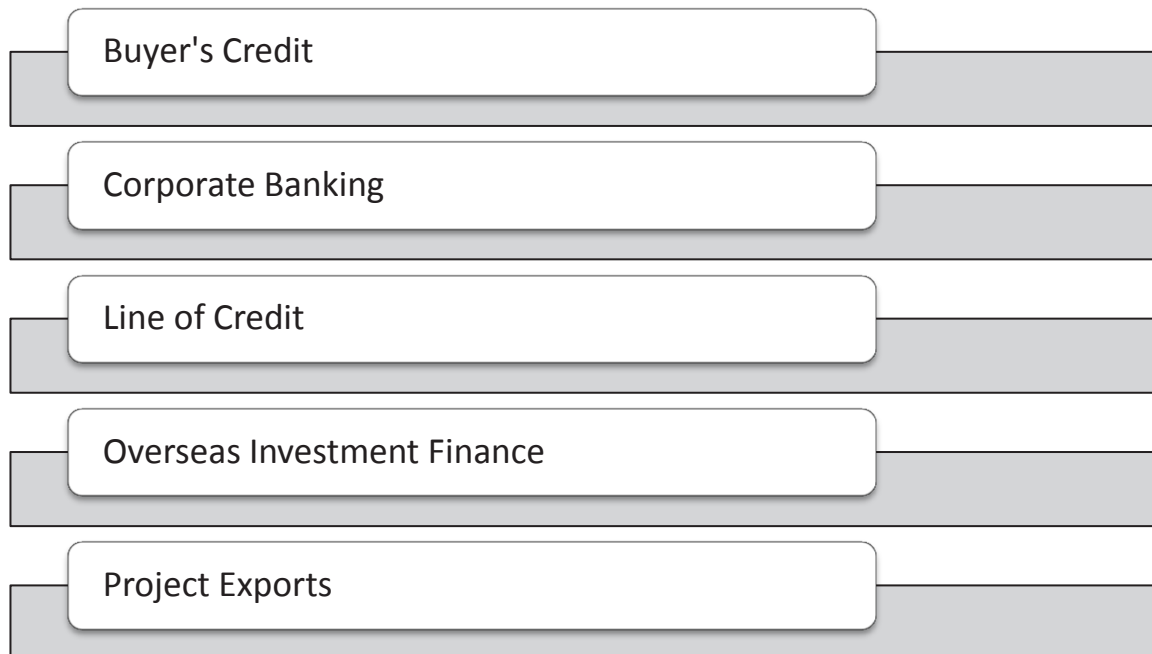 Buyer's Credit
Corporate Banking
Line of Credit
Overseas Investment Finance
Project Exports